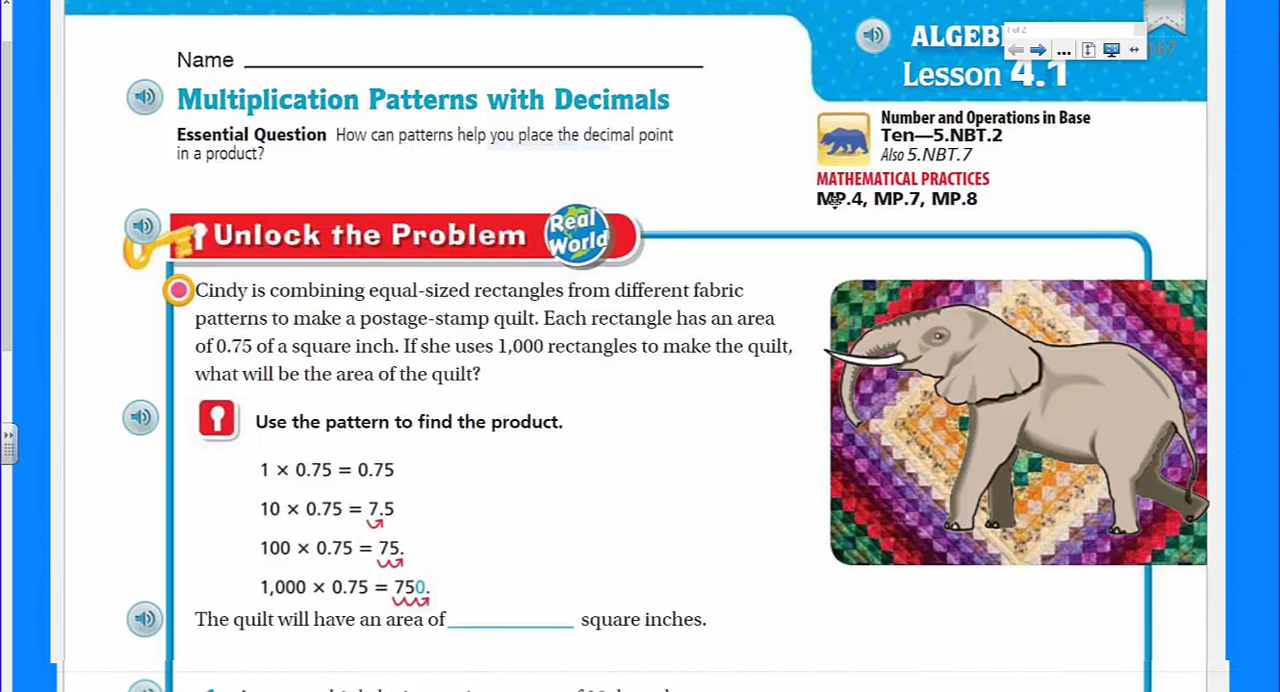 ALGEB
1 of 2
167
Lesson 4.1
Name
Multiplication Patterns with Decimals
Essential Question How can patterns help you place the decimal point
in a product?
Number and Operations in Base
Ten—5.NBT.2
Also 5.NBT.7
MATHEMATICAL PRACTICES
MP.4, MP.7, MP.8
Unlock the Problem
Real
World
Cindy is combining equal-sized rectangles from different fabric
patterns to make a postage-stamp quilt. Each rectangle has an area
of 0.75 of a square inch. If she uses 1,000 rectangles to make the quilt,
what will be the area of the quilt?
Use the pattern to find the product.
1 × 0.75 = 0.75
10 × 0.75 = 7.5
100 × 0.75 = 75.
1,000 × 0.75 = 750.
The quilt will have an area of ____________ square inches.